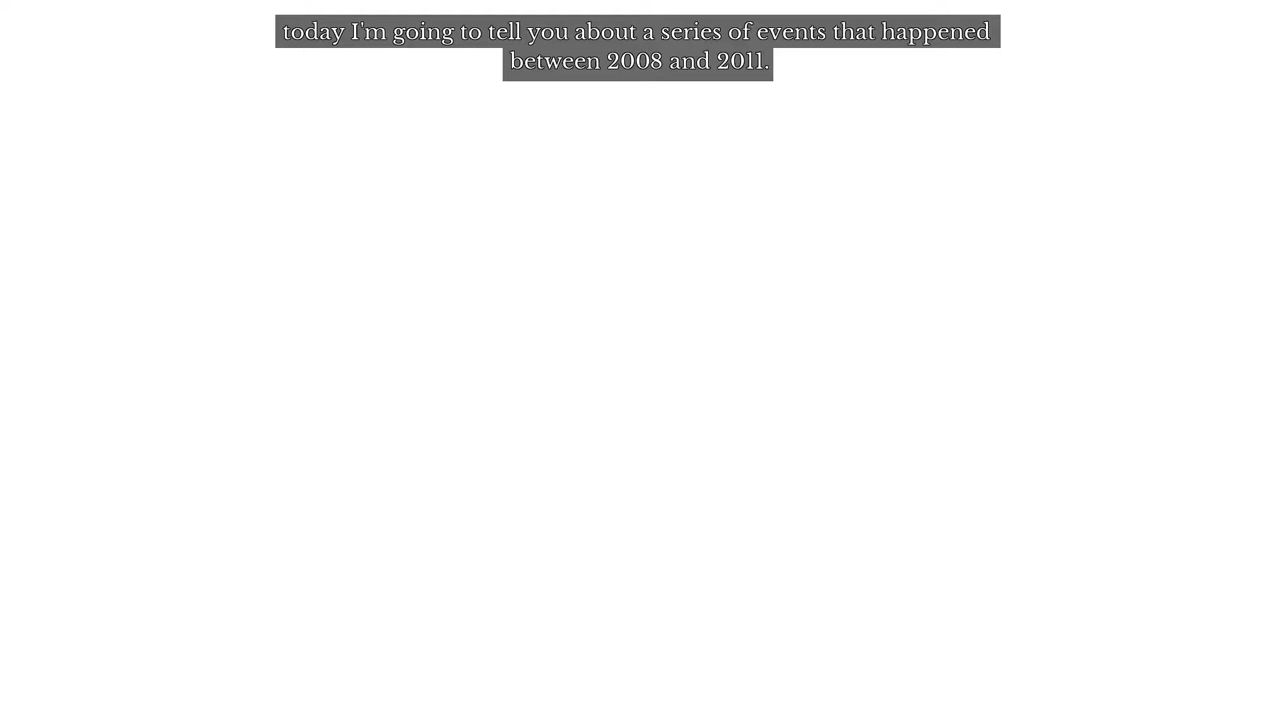 today I'm going to tell you about a series of events that happened
between 2008 and 2011.